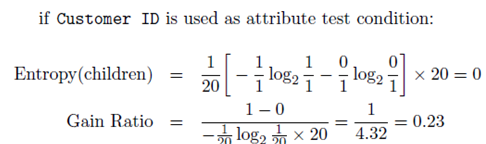 if Customer ID is used as attribute test condition:
Entropy(children) = 1/20 [ − 1/1 log₂ 1/1 − 0/1 log₂ 0/1 ] × 20 = 0
Gain Ratio = (1 − 0) / (− 1/20 log₂ 1/20 × 20) = 1/4.32 = 0.23